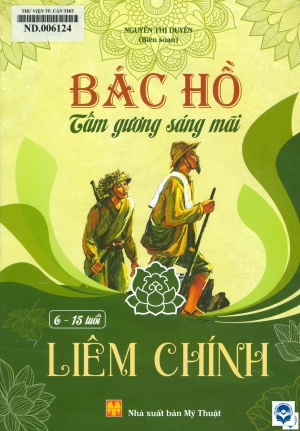 THƯ VIỆN TP. CẦN THƠ
ND.006124
NGUYỄN THỊ DUYÊN
(Biên soạn)
BÁC HỒ
Tấm gương sáng mãi
6 - 15 tuổi
LIÊM CHÍNH
Nhà xuất bản Mỹ Thuật